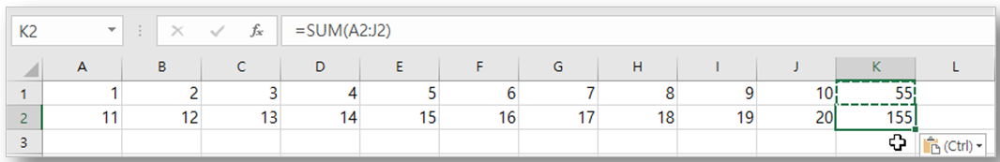 K2 fx =SUM(A2:J2)
A B C D E F G H I J K L
1 1 2 3 4 5 6 7 8 9 10 55
2 11 12 13 14 15 16 17 18 19 20 155
3
(Ctrl)